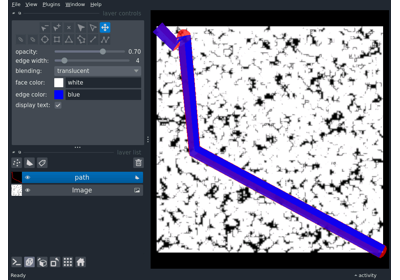 File View Plugins Window Help
layer controls
opacity: 0.70
edge width: 4
blending: translucent
face color: white
edge color: blue
display text:
layer list
path
Image
Ready
activity